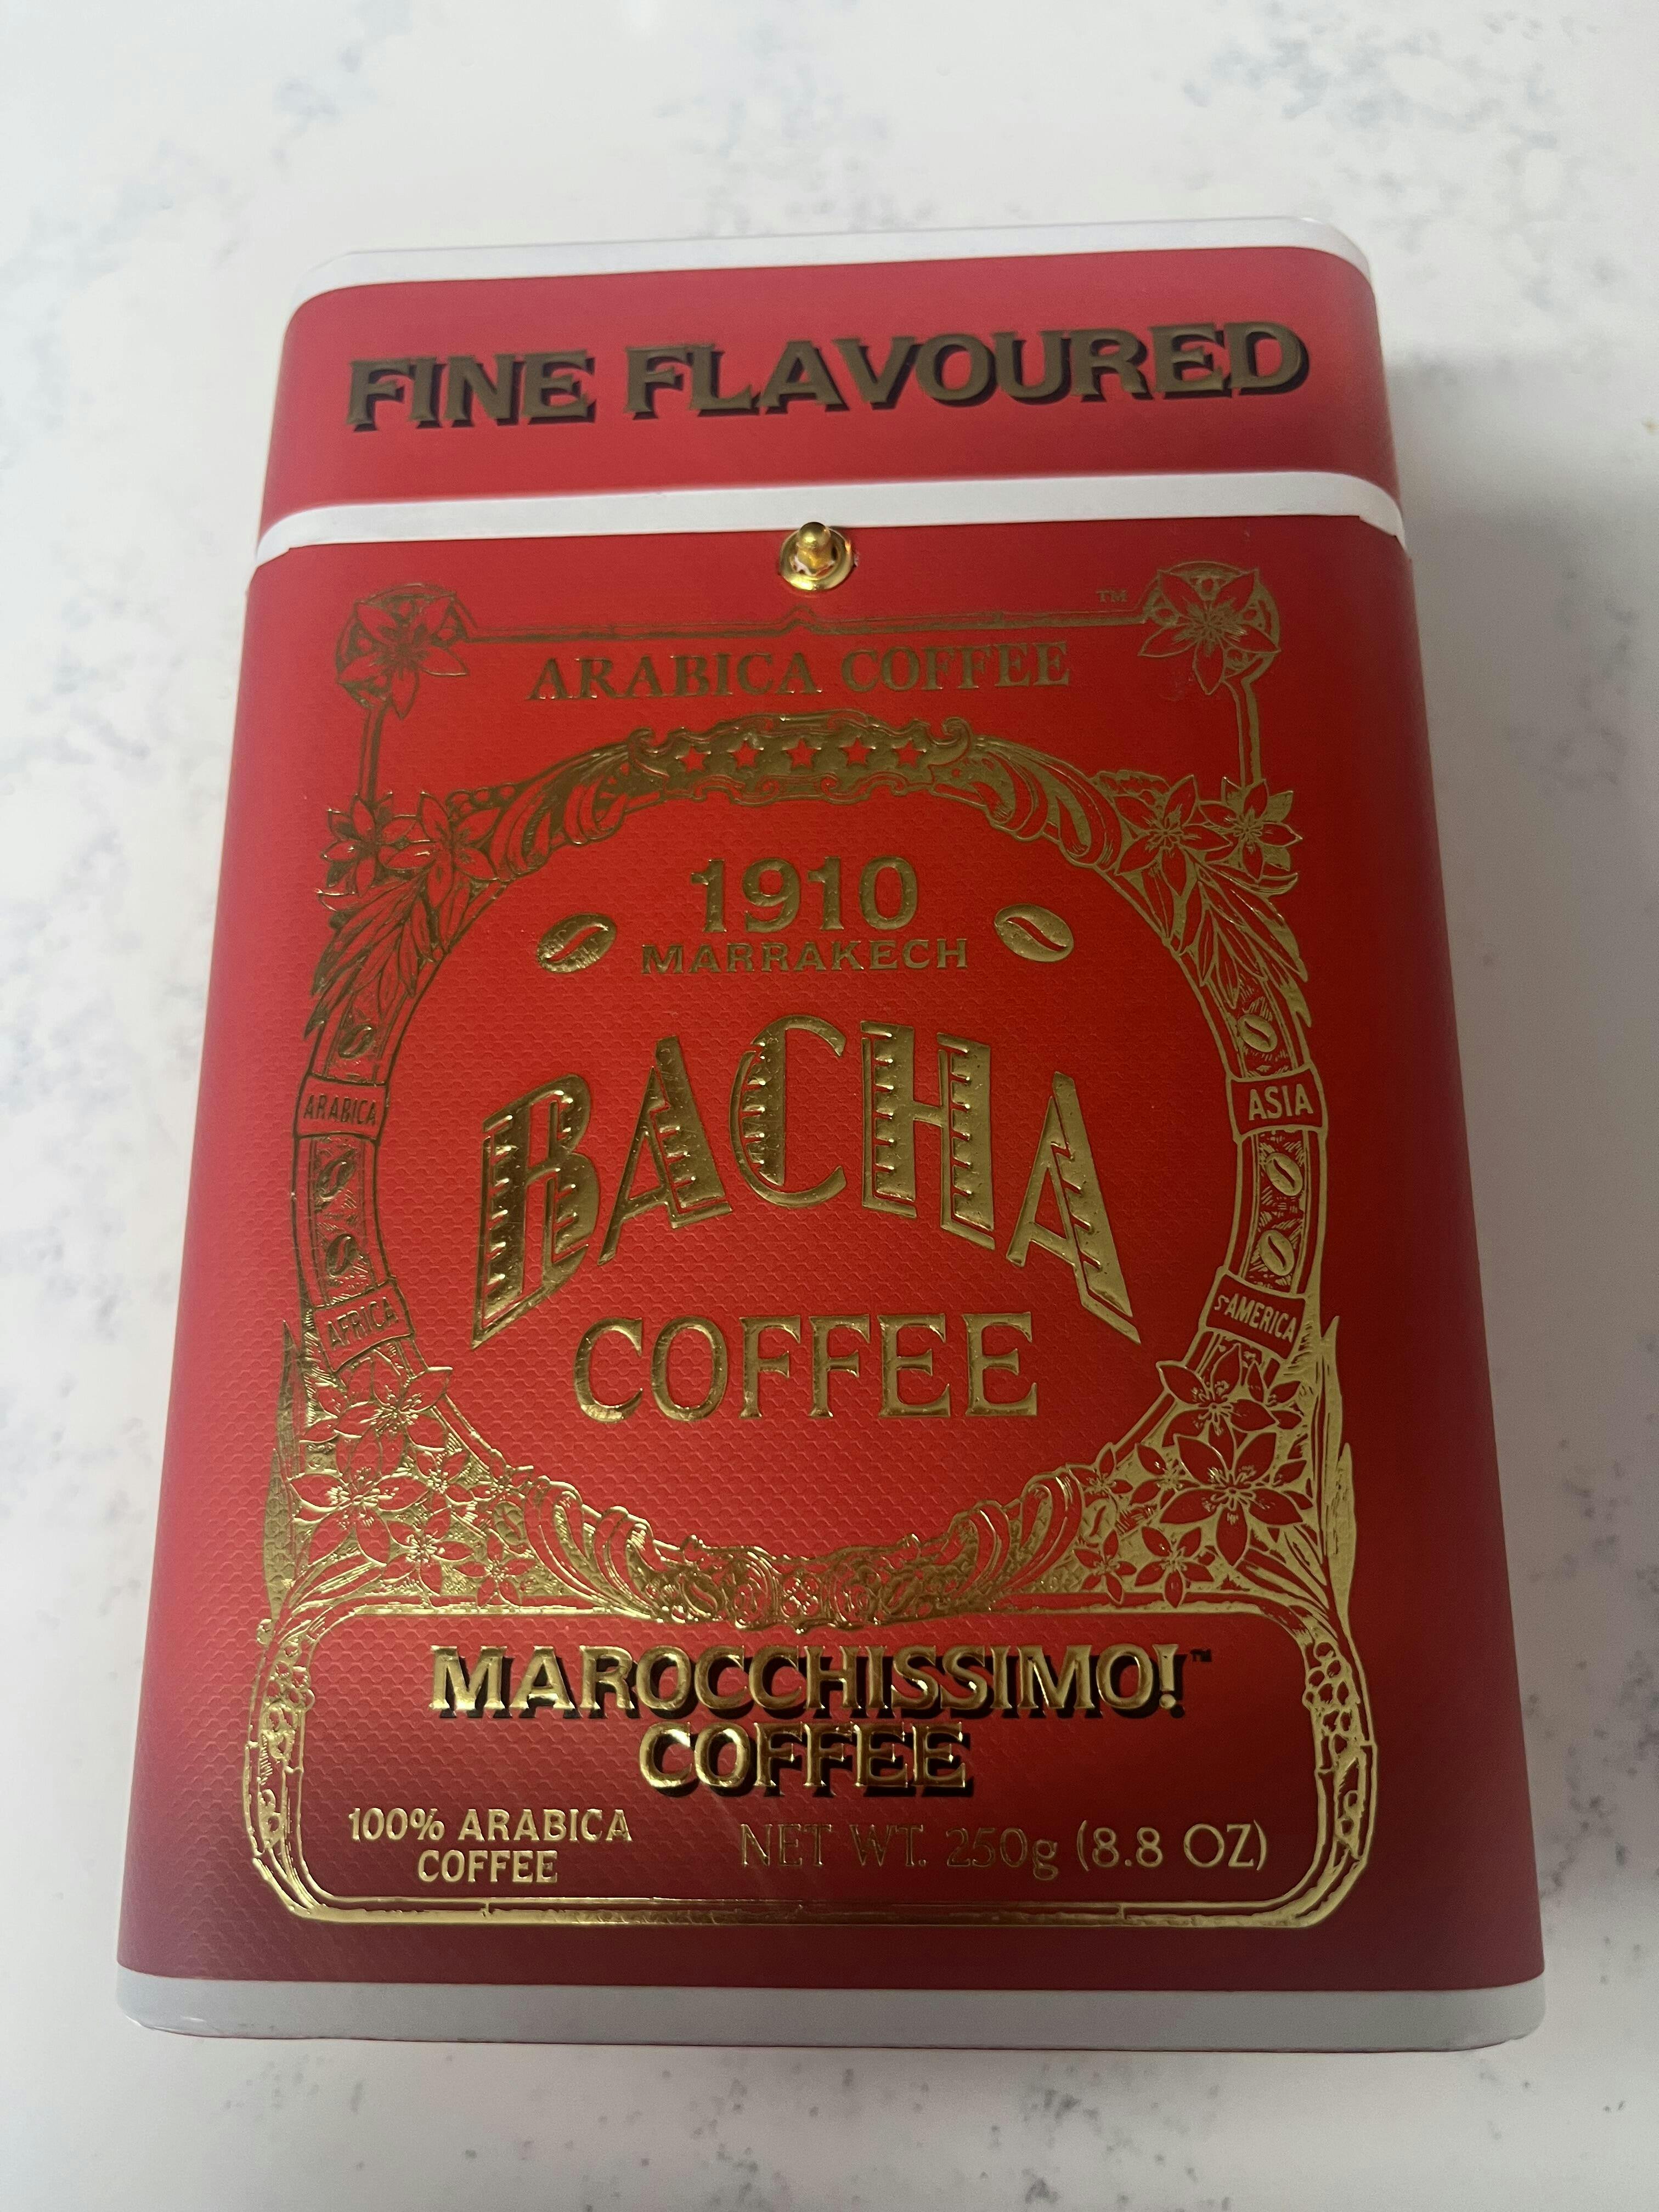 FINE FLAVOURED
TM
ARABICA COFFEE
1910
MARRAKECH
BACHA
COFFEE
ARABICA
ASIA
AFRICA
S-AMERICA
MAROCCHISSIMO!™
COFFEE
100% ARABICA
COFFEE
NET WT. 250g (8.8 OZ)